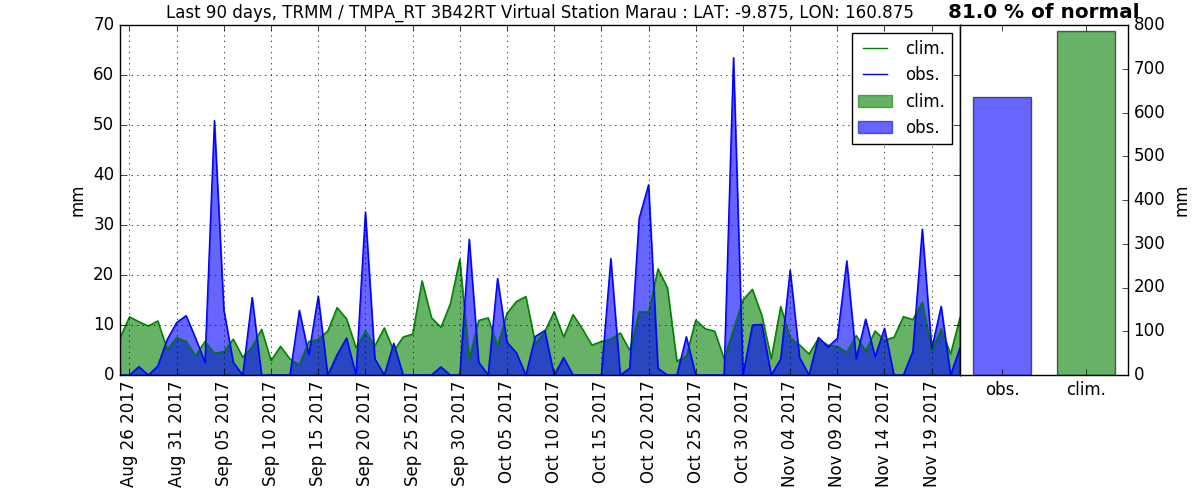 Last 90 days, TRMM / TMPA_RT 3B42RT Virtual Station Marau : LAT: -9.875, LON: 160.875
81.0 % of normal
70
60
50
40
30
20
10
0
mm
clim.
obs.
clim.
obs.
800
700
600
500
400
300
200
100
0
mm
Aug 26 2017
Aug 31 2017
Sep 05 2017
Sep 10 2017
Sep 15 2017
Sep 20 2017
Sep 25 2017
Sep 30 2017
Oct 05 2017
Oct 10 2017
Oct 15 2017
Oct 20 2017
Oct 25 2017
Oct 30 2017
Nov 04 2017
Nov 09 2017
Nov 14 2017
Nov 19 2017
obs.
clim.